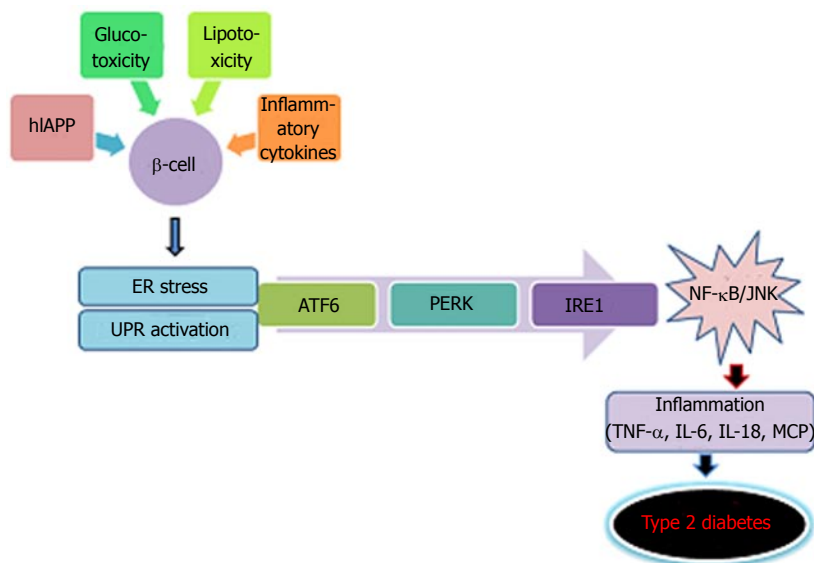 Gluco-
toxicity
Lipoto-
xicity
hIAPP
Inflamm-
atory
cytokines
β-cell
ER stress
UPR activation
ATF6
PERK
IRE1
NF-κB/JNK
Inflammation
(TNF-α, IL-6, IL-18, MCP)
Type 2 diabetes